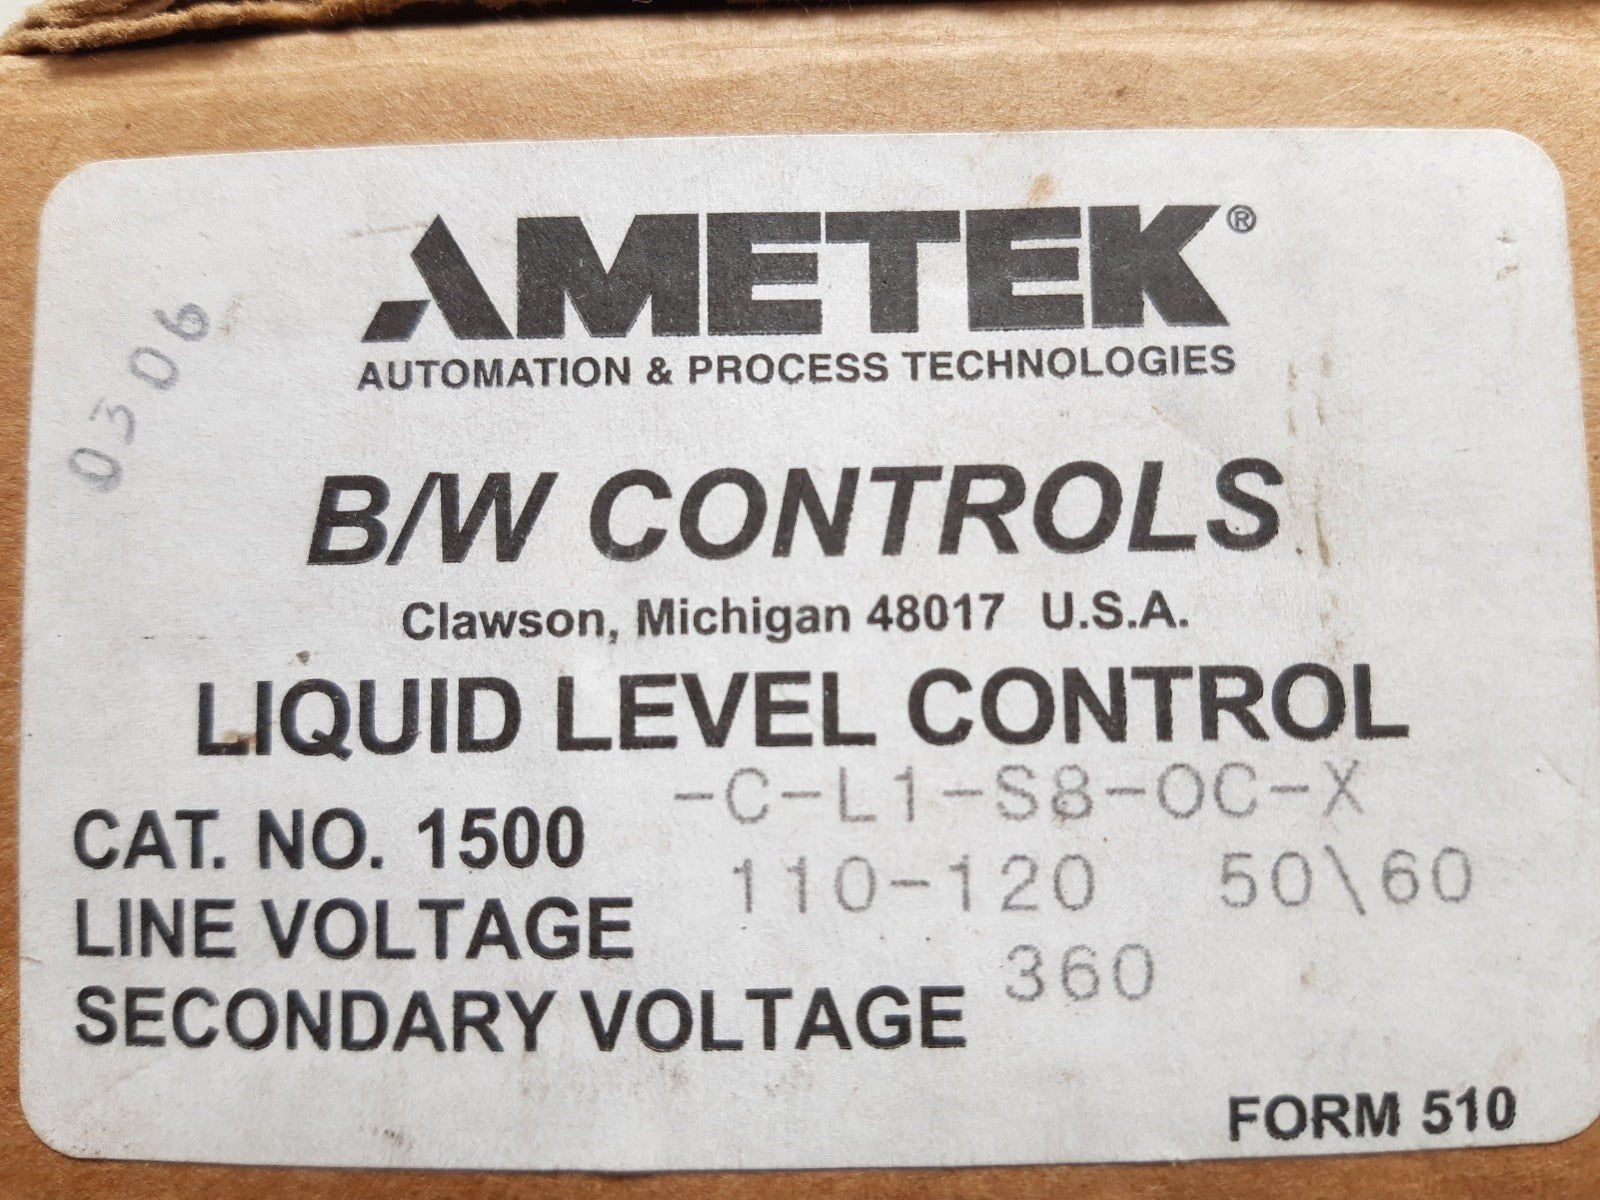 0306
AMETEK®
AUTOMATION & PROCESS TECHNOLOGIES
B/W CONTROLS
Clawson, Michigan 48017 U.S.A.
LIQUID LEVEL CONTROL
CAT. NO. 1500 -C-L1-S8-OC-X
LINE VOLTAGE 110-120 50\60
SECONDARY VOLTAGE 360
FORM 510